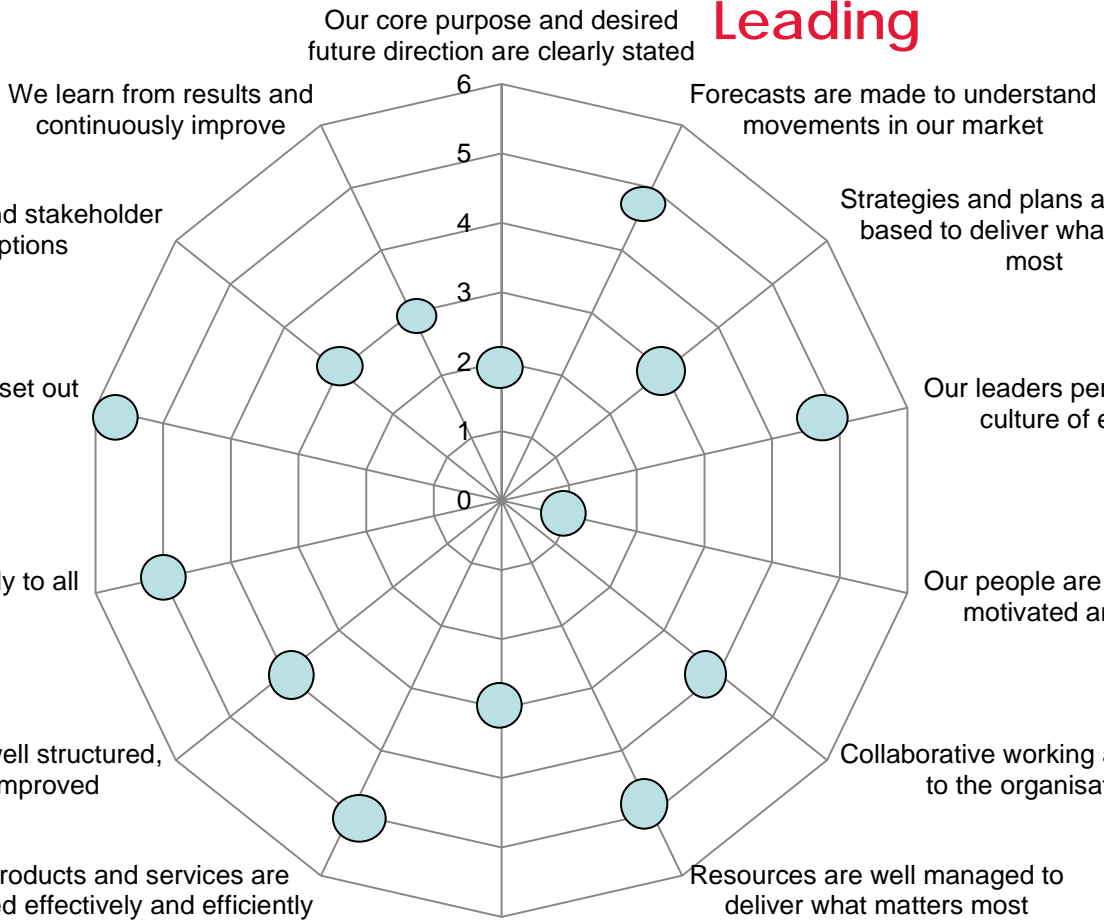 Leading
Our core purpose and desired
future direction are clearly stated
Forecasts are made to understand
movements in our market
Strategies and plans a
based to deliver wha
most
Our leaders per
culture of e
Our people are
motivated a
Collaborative working
to the organisa
Resources are well managed to
deliver what matters most
roducts and services are
ed effectively and efficiently
ell structured,
mproved
ly to all
set out
nd stakeholder
ptions
We learn from results and
continuously improve
6
5
4
3
2
1
0